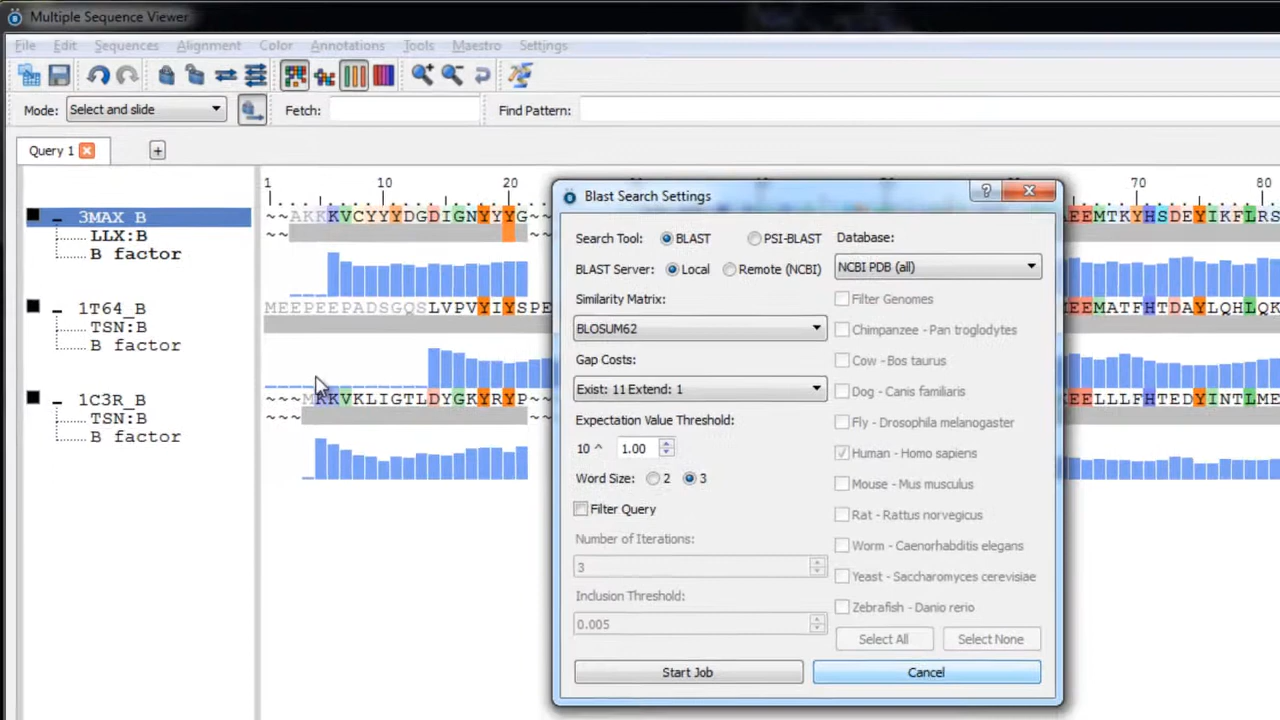 Multiple Sequence Viewer
File Edit Sequences Alignment Color Annotations Tools Maestro Settings
Mode: Select and slide Fetch: Find Pattern:
Query 1 +
1 10 20 70 80
3MAX_B ~~AKKKVCYYYDGDIGNYYYG~~ EEMTKYHSDEYIKFLRS
LLX:B ~~
B factor
1T64_B MEEPEEPADSGQSLVPVYIYSPE EEMATFHTDAYLQHLQK
TSN:B
B factor
1C3R_B ~~~MKKVKLIGTLDYGKYRYP~~ EELLLFHTEDYINTLME
TSN:B ~~~ ~~
B factor
Blast Search Settings
Search Tool: BLAST PSI-BLAST
BLAST Server: Local Remote (NCBI)
Similarity Matrix:
BLOSUM62
Gap Costs:
Exist: 11 Extend: 1
Expectation Value Threshold:
10 ^ 1.00
Word Size: 2 3
Filter Query
Number of Iterations:
3
Inclusion Threshold:
0.005
Database:
NCBI PDB (all)
Filter Genomes
Chimpanzee - Pan troglodytes
Cow - Bos taurus
Dog - Canis familiaris
Fly - Drosophila melanogaster
Human - Homo sapiens
Mouse - Mus musculus
Rat - Rattus norvegicus
Worm - Caenorhabditis elegans
Yeast - Saccharomyces cerevisiae
Zebrafish - Danio rerio
Select All Select None
Start Job Cancel